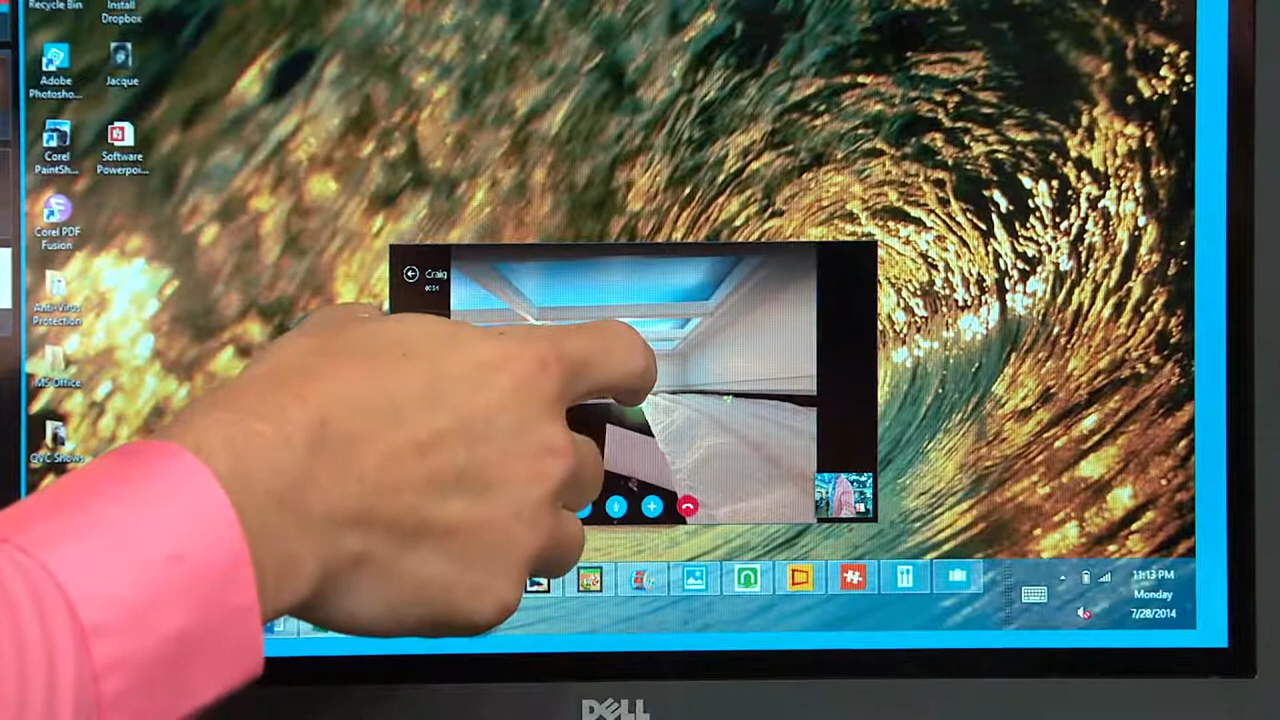 Recycle Bin
Install
Dropbox
Adobe
Photosho...
Jacque
Corel
PaintSh...
Software
Powerpoi...
Corel PDF
Fusion
Anti-Virus
Protection
MS Office
QVC Shows
Craig
11:13 PM
Monday
7/28/2014
DELL